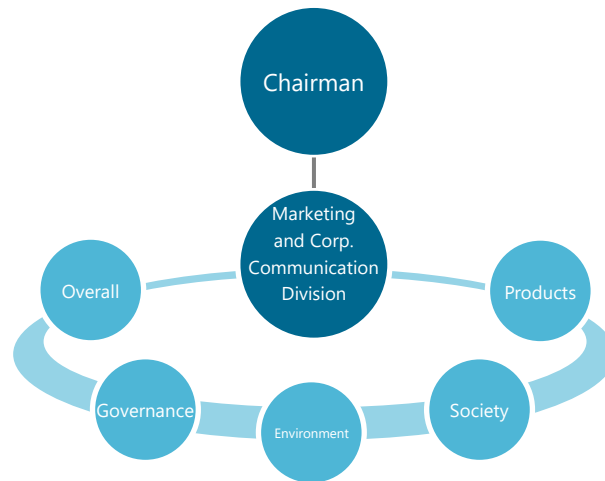 Chairman
Marketing
and Corp.
Communication
Division
Overall
Products
Governance
Society
Environment